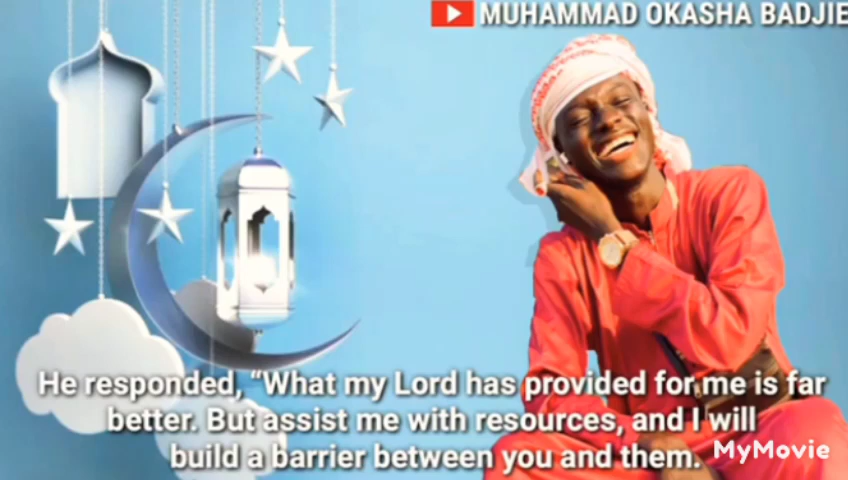 MUHAMMAD OKASHA BADJIE
He responded, “What my Lord has provided for me is far
better. But assist me with resources, and I will
build a barrier between you and them.
MyMovie